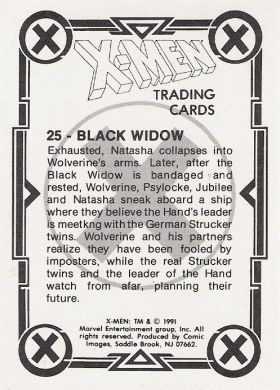 X-MEN
TRADING
CARDS
25 - BLACK WIDOW
Exhausted, Natasha collapses into
Wolverine's arms. Later, after the
Black Widow is bandaged and
rested, Wolverine, Psylocke, Jubilee
and Natasha sneak aboard a ship
where they believe the Hand's leader
is meetkng with the German Strucker
twins. Wolverine and his partners
realize they have been fooled by
imposters, while the real Strucker
twins and the leader of the Hand
watch from afar, planning their
future.
X-MEN: TM & © 1991
Marvel Entertainment group, Inc. All
rights reserved. Produced by Comic
Images, Saddle Brook, NJ 07662.